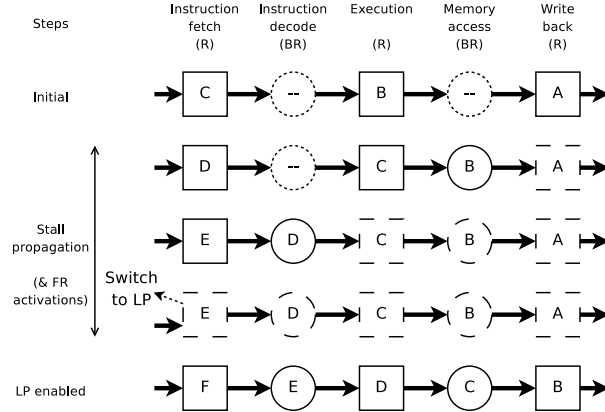 Steps
Instruction fetch (R)
Instruction decode (BR)
Execution (R)
Memory access (BR)
Write back (R)
Initial
C -- B -- A
D -- C B A
Stall propagation
(& FR activations)
E D C B A
Switch to LP
E D C B A
LP enabled
F E D C B